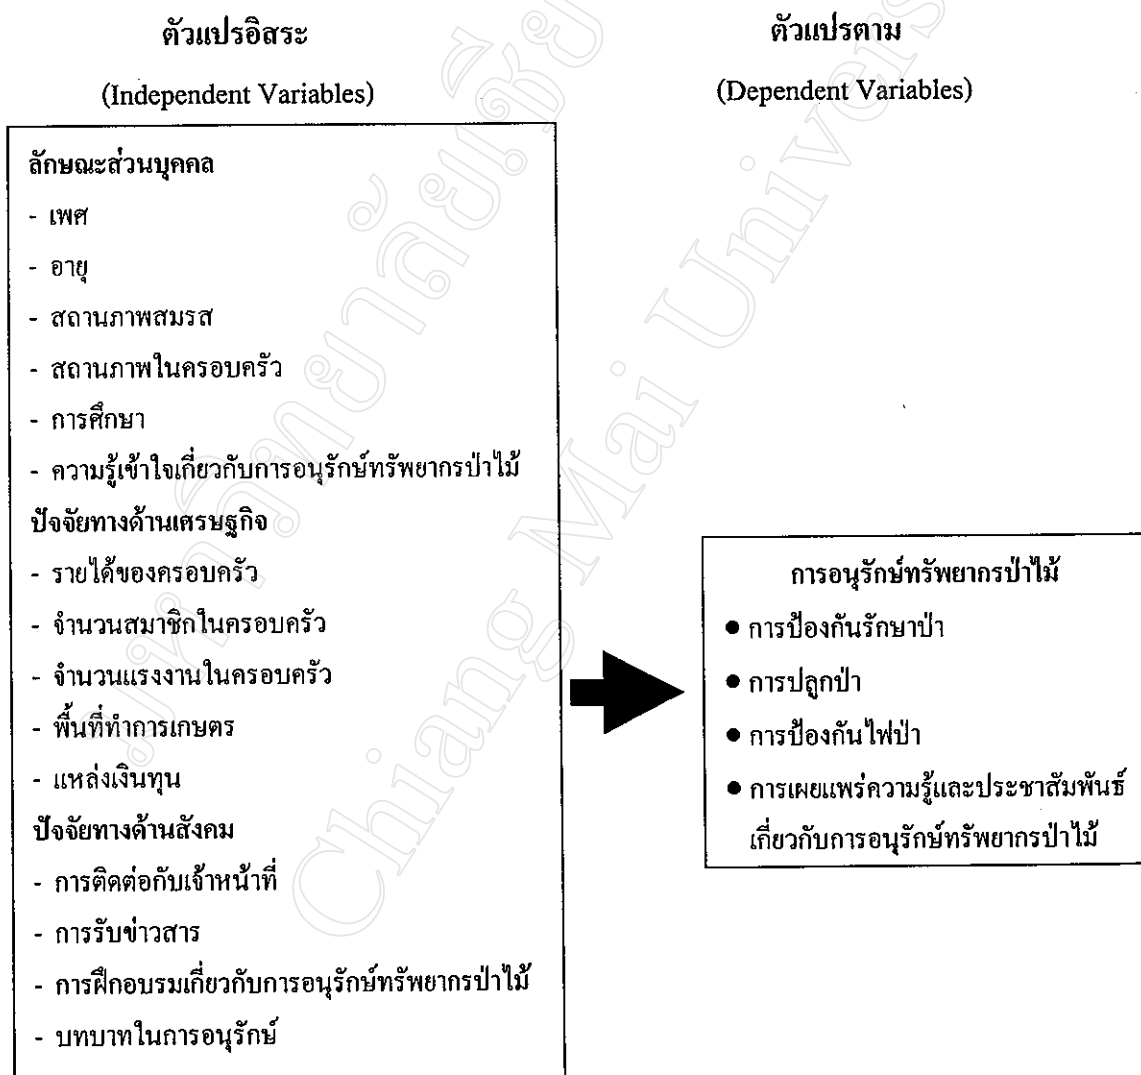 ตัวแปรอิสระ
(Independent Variables)
ลักษณะส่วนบุคคล
- เพศ
- อายุ
- สถานภาพสมรส
- สถานภาพในครอบครัว
- การศึกษา
- ความรู้เข้าใจเกี่ยวกับการอนุรักษ์ทรัพยากรป่าไม้
ปัจจัยทางด้านเศรษฐกิจ
- รายได้ของครอบครัว
- จำนวนสมาชิกในครอบครัว
- จำนวนแรงงานในครอบครัว
- พื้นที่ทำการเกษตร
- แหล่งเงินทุน
ปัจจัยทางด้านสังคม
- การติดต่อกับเจ้าหน้าที่
- การรับข่าวสาร
- การฝึกอบรมเกี่ยวกับการอนุรักษ์ทรัพยากรป่าไม้
- บทบาทในการอนุรักษ์
ตัวแปรตาม
(Dependent Variables)
การอนุรักษ์ทรัพยากรป่าไม้
● การป้องกันรักษาป่า
● การปลูกป่า
● การป้องกันไฟป่า
● การเผยแพร่ความรู้และประชาสัมพันธ์
เกี่ยวกับการอนุรักษ์ทรัพยากรป่าไม้
Chiang Mai Univers